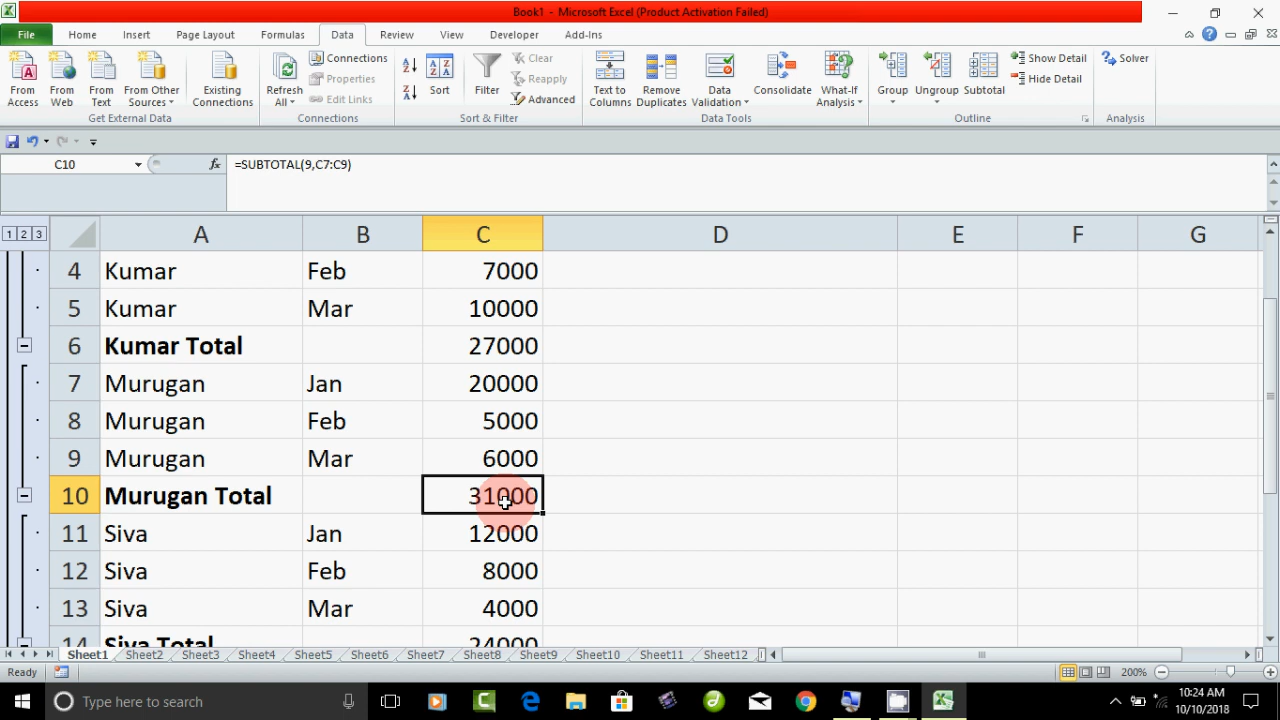 Book1 - Microsoft Excel (Product Activation Failed)
File Home Insert Page Layout Formulas Data Review View Developer Add-Ins
From Access
From Web
From Text
From Other Sources
Existing Connections
Get External Data
Refresh All
Connections
Properties
Edit Links
Connections
Sort
Filter
Clear
Reapply
Advanced
Sort & Filter
Text to Columns
Remove Duplicates
Data Validation
Consolidate
What-If Analysis
Data Tools
Group
Ungroup
Subtotal
Show Detail
Hide Detail
Outline
Solver
Analysis
C10 fx =SUBTOTAL(9,C7:C9)
1 2 3 A B C D E F G
4 Kumar Feb 7000
5 Kumar Mar 10000
6 Kumar Total 27000
7 Murugan Jan 20000
8 Murugan Feb 5000
9 Murugan Mar 6000
10 Murugan Total 31000
11 Siva Jan 12000
12 Siva Feb 8000
13 Siva Mar 4000
14 Siva Total 24000
Sheet1 Sheet2 Sheet3 Sheet4 Sheet5 Sheet6 Sheet7 Sheet8 Sheet9 Sheet10 Sheet11 Sheet12
Ready 200%
Type here to search
10:24 AM
10/10/2018